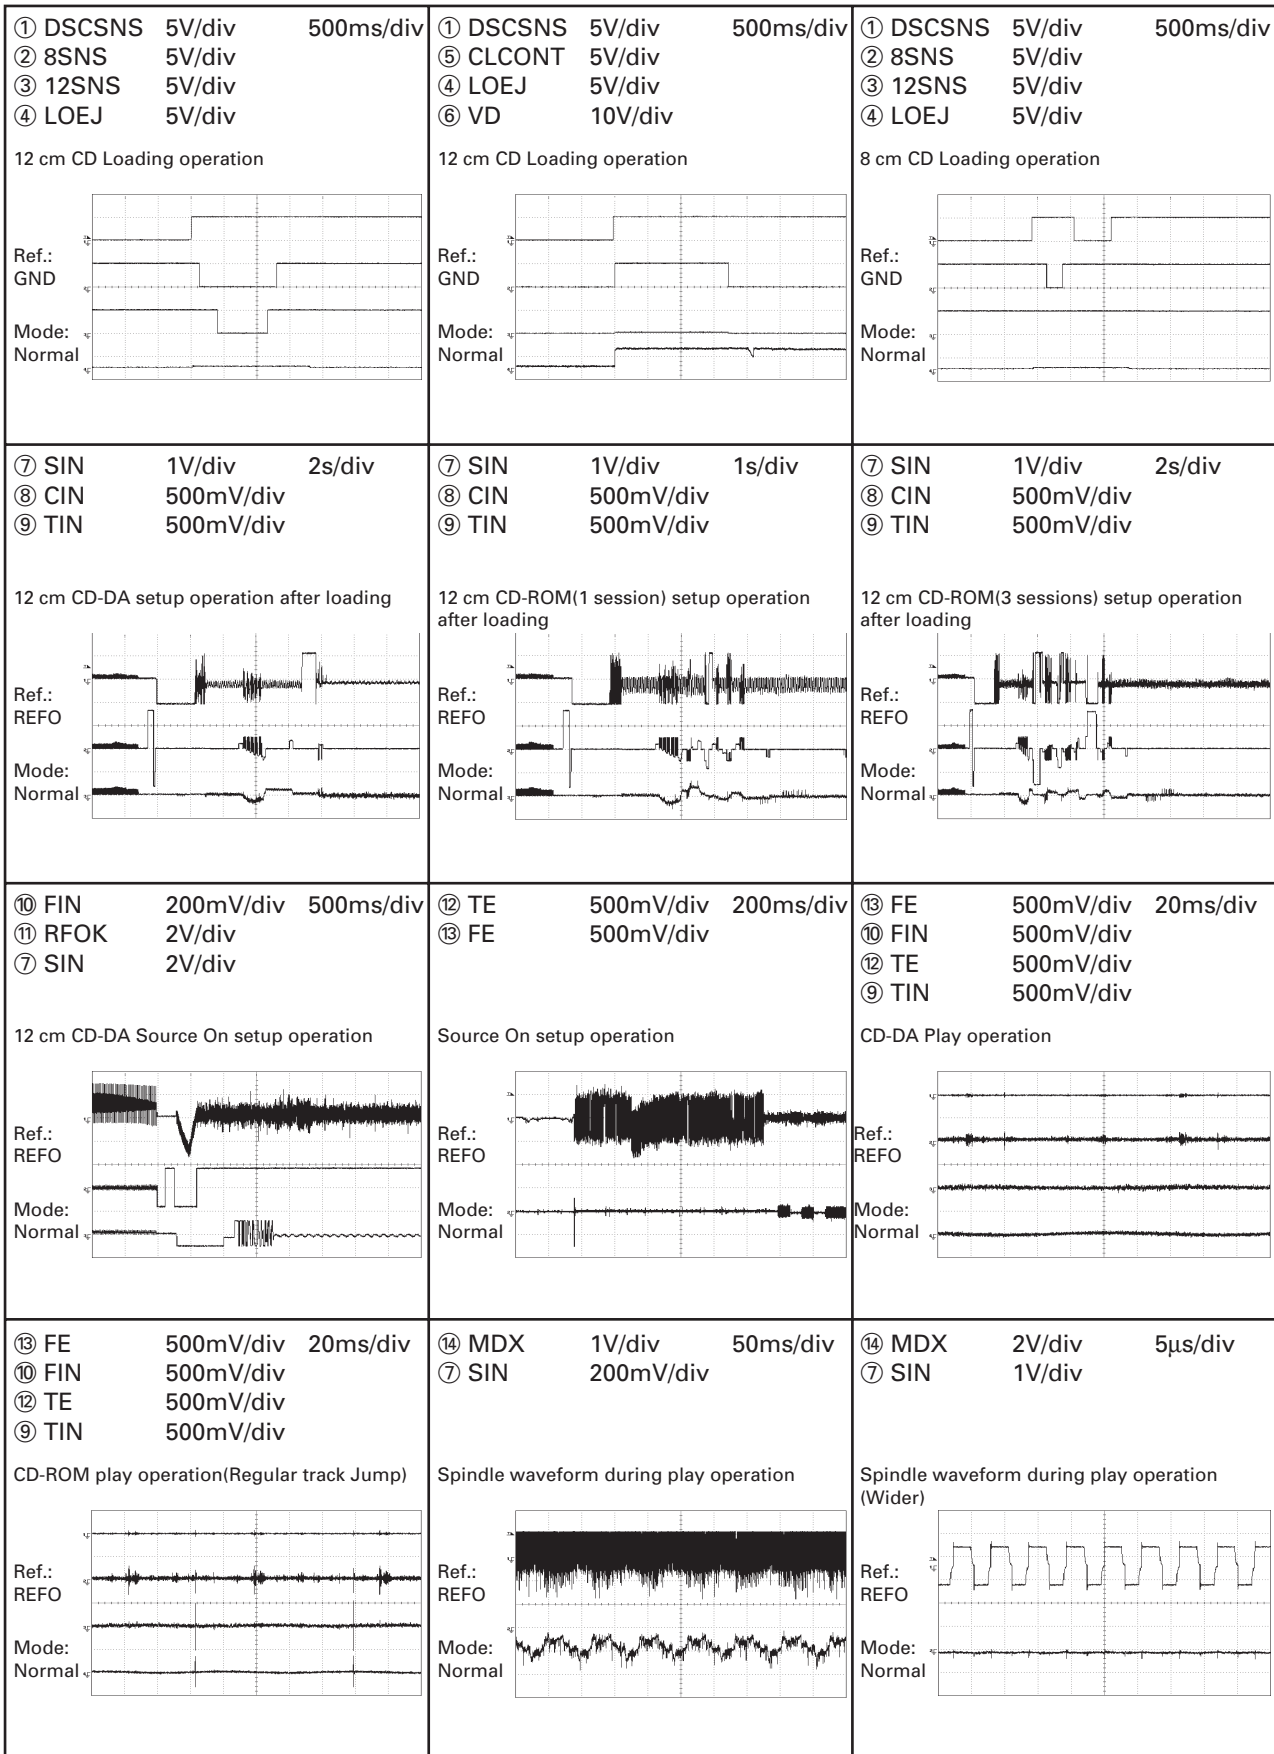 ① DSCSNS 5V/div 500ms/div
② 8SNS 5V/div
③ 12SNS 5V/div
④ LOEJ 5V/div
12 cm CD Loading operation
Ref.:
GND
Mode:
Normal
① DSCSNS 5V/div 500ms/div
⑤ CLCONT 5V/div
④ LOEJ 5V/div
⑥ VD 10V/div
12 cm CD Loading operation
Ref.:
GND
Mode:
Normal
① DSCSNS 5V/div 500ms/div
② 8SNS 5V/div
③ 12SNS 5V/div
④ LOEJ 5V/div
8 cm CD Loading operation
Ref.:
GND
Mode:
Normal
⑦ SIN 1V/div 2s/div
⑧ CIN 500mV/div
⑨ TIN 500mV/div
12 cm CD-DA setup operation after loading
Ref.:
REFO
Mode:
Normal
⑦ SIN 1V/div 1s/div
⑧ CIN 500mV/div
⑨ TIN 500mV/div
12 cm CD-ROM(1 session) setup operation
after loading
Ref.:
REFO
Mode:
Normal
⑦ SIN 1V/div 2s/div
⑧ CIN 500mV/div
⑨ TIN 500mV/div
12 cm CD-ROM(3 sessions) setup operation
after loading
Ref.:
REFO
Mode:
Normal
⑩ FIN 200mV/div 500ms/div
⑪ RFOK 2V/div
⑦ SIN 2V/div
12 cm CD-DA Source On setup operation
Ref.:
REFO
Mode:
Normal
⑫ TE 500mV/div 200ms/div
⑬ FE 500mV/div
Source On setup operation
Ref.:
REFO
Mode:
Normal
⑬ FE 500mV/div 20ms/div
⑩ FIN 500mV/div
⑫ TE 500mV/div
⑨ TIN 500mV/div
CD-DA Play operation
Ref.:
REFO
Mode:
Normal
⑬ FE 500mV/div 20ms/div
⑩ FIN 500mV/div
⑫ TE 500mV/div
⑨ TIN 500mV/div
CD-ROM play operation(Regular track Jump)
Ref.:
REFO
Mode:
Normal
⑭ MDX 1V/div 50ms/div
⑦ SIN 200mV/div
Spindle waveform during play operation
Ref.:
REFO
Mode:
Normal
⑭ MDX 2V/div 5µs/div
⑦ SIN 1V/div
Spindle waveform during play operation
(Wider)
Ref.:
REFO
Mode:
Normal